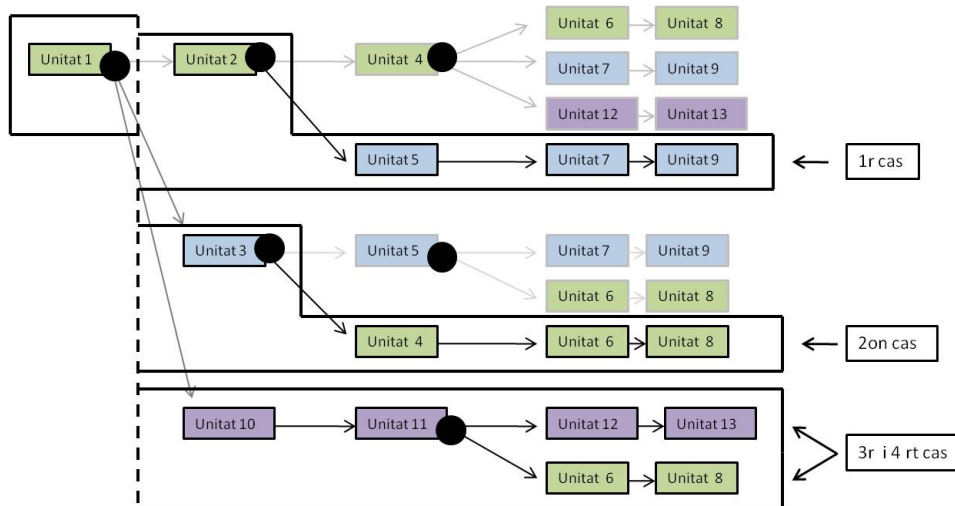 Unitat 6
Unitat 8
Unitat 1
Unitat 2
Unitat 4
Unitat 7
Unitat 9
Unitat 12
Unitat 13
Unitat 5
Unitat 7
Unitat 9
1r cas
Unitat 3
Unitat 5
Unitat 7
Unitat 9
Unitat 6
Unitat 8
Unitat 4
Unitat 6
Unitat 8
2on cas
Unitat 10
Unitat 11
Unitat 12
Unitat 13
3r i 4 rt cas
Unitat 6
Unitat 8